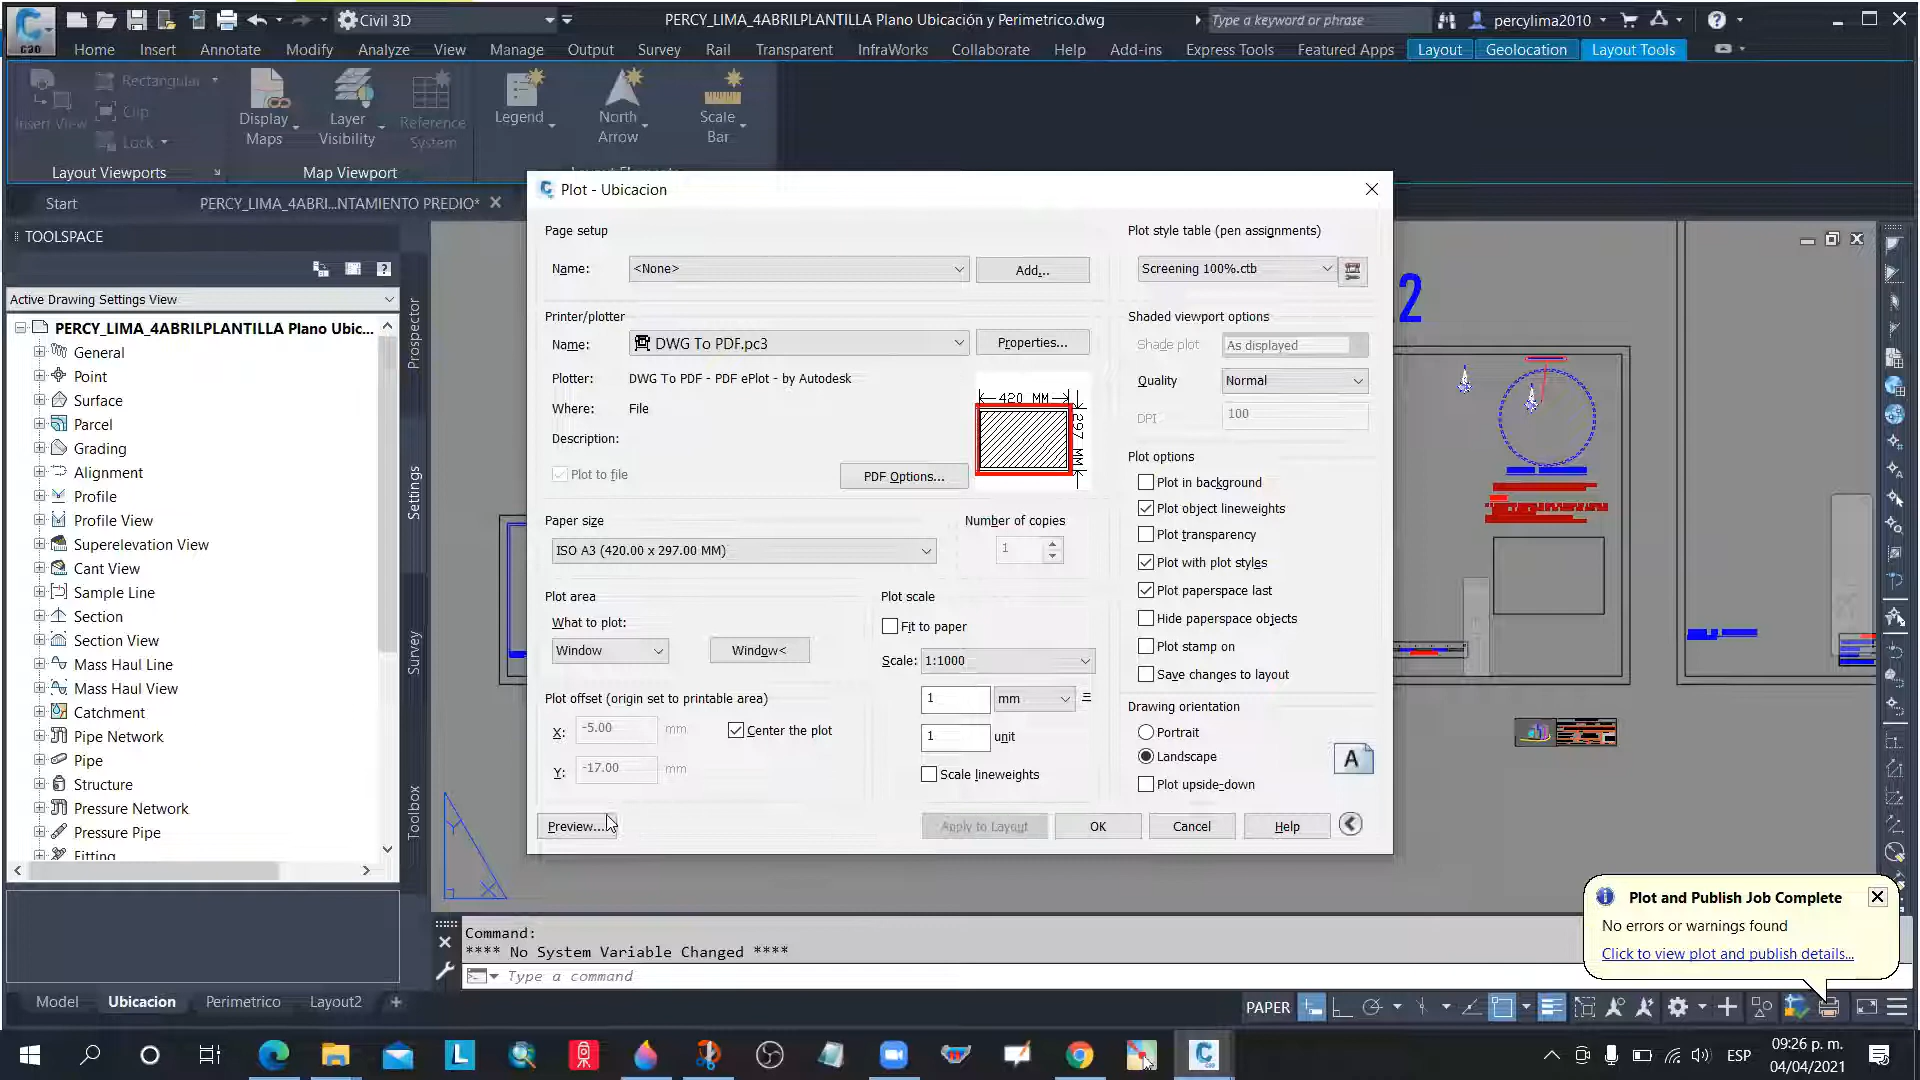 Civil 3D
PERCY_LIMA_4ABRILPLANTILLA Plano Ubicación y Perimetrico.dwg
Type a keyword or phrase
percylima2010
C3D
Home Insert Annotate Modify Analyze View Manage Output Survey Rail Transparent InfraWorks Collaborate Help Add-ins Express Tools Featured Apps Layout Geolocation Layout Tools
Insert View
Rectangular
Clip
Lock
Display Maps
Layer Visibility
Reference System
Legend
North Arrow
Scale Bar
Layout Viewports
Map Viewport
Start
PERCY_LIMA_4ABRI...NTAMIENTO PREDIO*
TOOLSPACE
Active Drawing Settings View
PERCY_LIMA_4ABRILPLANTILLA Plano Ubic...
General
Point
Surface
Parcel
Grading
Alignment
Profile
Profile View
Superelevation View
Cant View
Sample Line
Section
Section View
Mass Haul Line
Mass Haul View
Catchment
Pipe Network
Pipe
Structure
Pressure Network
Pressure Pipe
Fitting
Prospector
Settings
Survey
Toolbox
Plot - Ubicacion
Page setup
Name: <None>
Add...
Printer/plotter
Name: DWG To PDF.pc3
Properties...
Plotter: DWG To PDF - PDF ePlot - by Autodesk
Where: File
Description:
Plot to file
PDF Options...
420 MM
297 MM
Paper size
ISO A3 (420.00 x 297.00 MM)
Number of copies
1
Plot area
What to plot:
Window
Window<
Plot scale
Fit to paper
Scale: 1:1000
1 mm =
1 unit
Scale lineweights
Plot offset (origin set to printable area)
X: -5.00 mm
Center the plot
Y: -17.00 mm
Preview...
Apply to Layout
OK
Cancel
Help
Plot style table (pen assignments)
Screening 100%.ctb
Shaded viewport options
Shade plot As displayed
Quality Normal
DPI 100
Plot options
Plot in background
Plot object lineweights
Plot transparency
Plot with plot styles
Plot paperspace last
Hide paperspace objects
Plot stamp on
Save changes to layout
Drawing orientation
Portrait
Landscape
Plot upside-down
A
2
Y
X
Command:
**** No System Variable Changed ****
Type a command
Plot and Publish Job Complete
No errors or warnings found
Click to view plot and publish details...
Model Ubicacion Perimetrico Layout2 +
PAPER
ESP
09:26 p. m.
04/04/2021